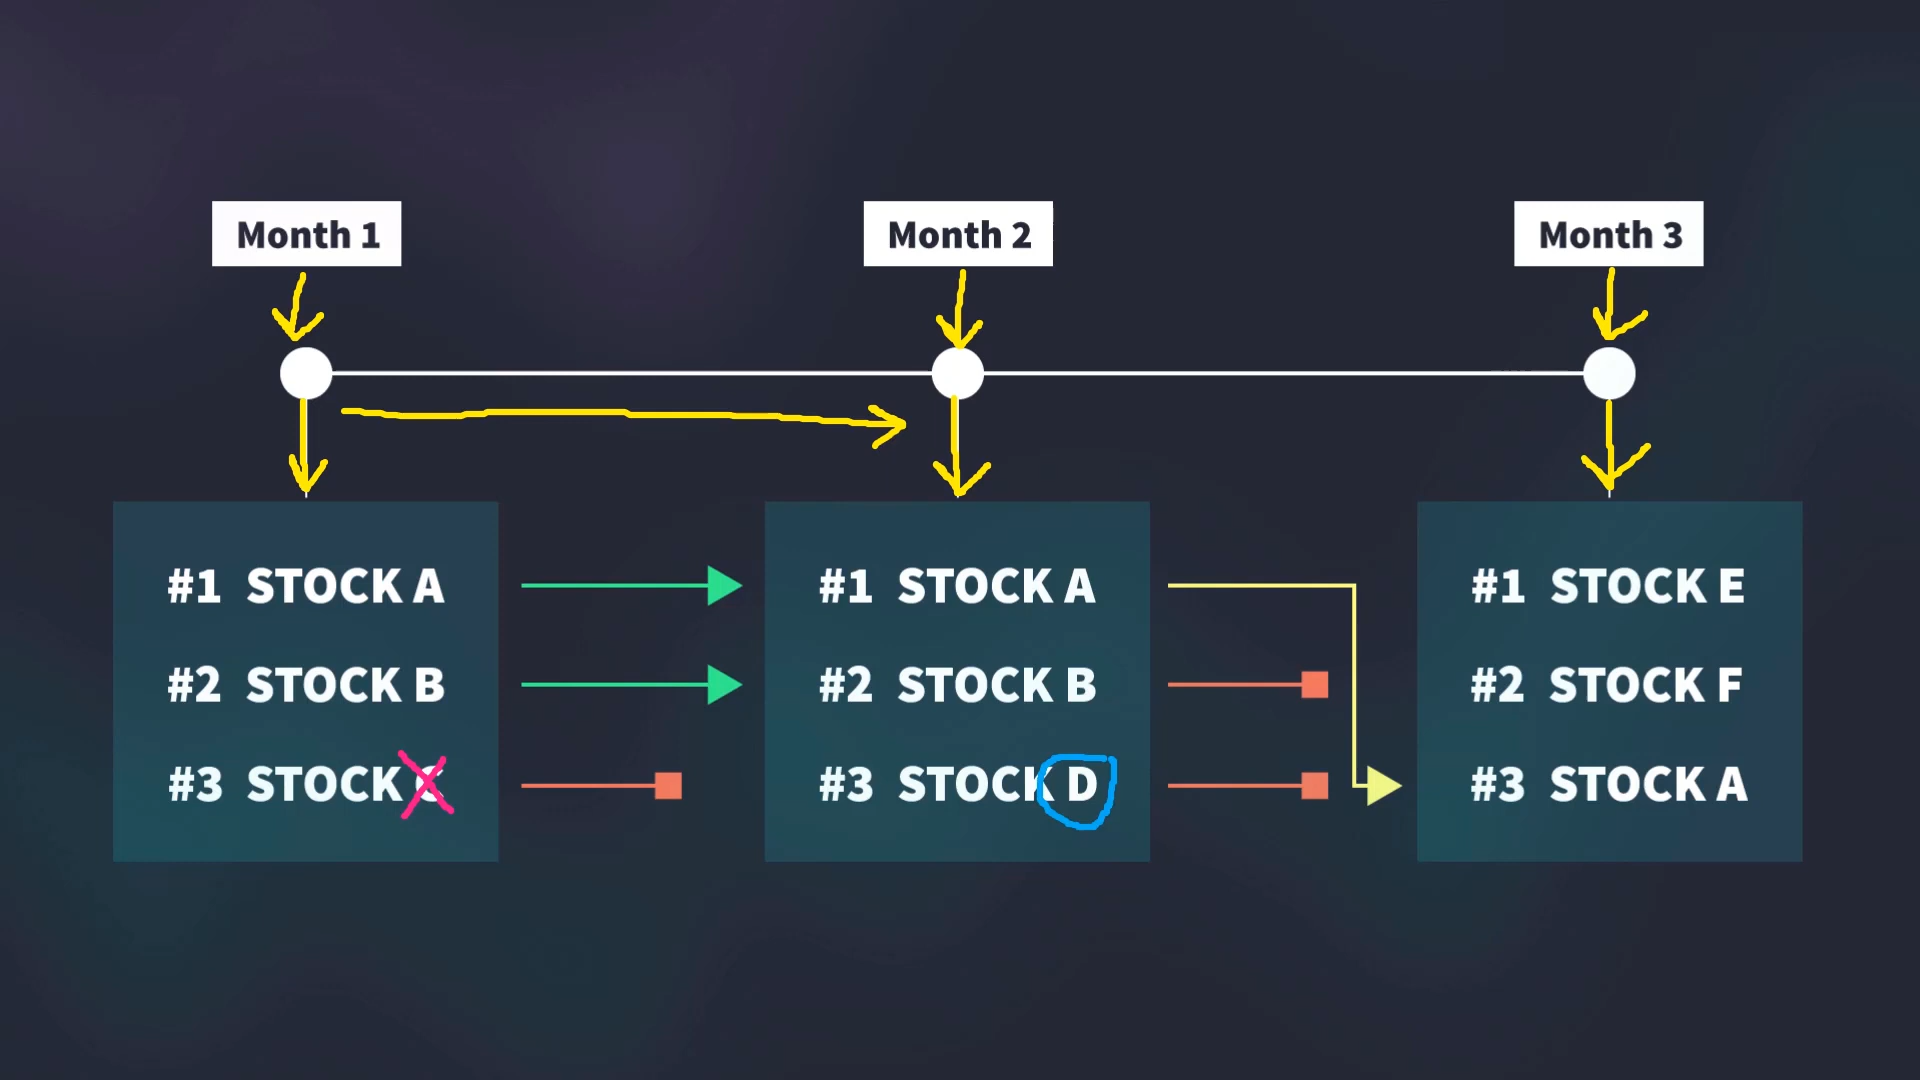 Month 1
Month 2
Month 3
#1 STOCK A
#2 STOCK B
#3 STOCK C
#1 STOCK A
#2 STOCK B
#3 STOCK D
#1 STOCK E
#2 STOCK F
#3 STOCK A